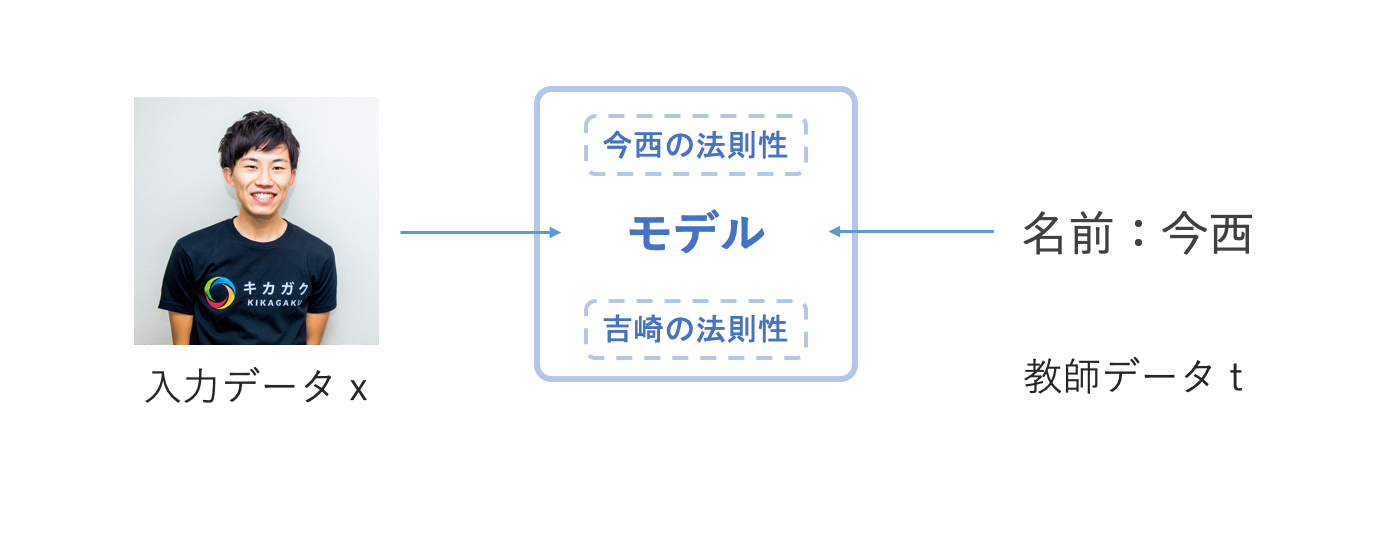 今西の法則性
モデル
吉崎の法則性
キカガク
KIKAGAKU
入力データ x
名前：今西
教師データ t